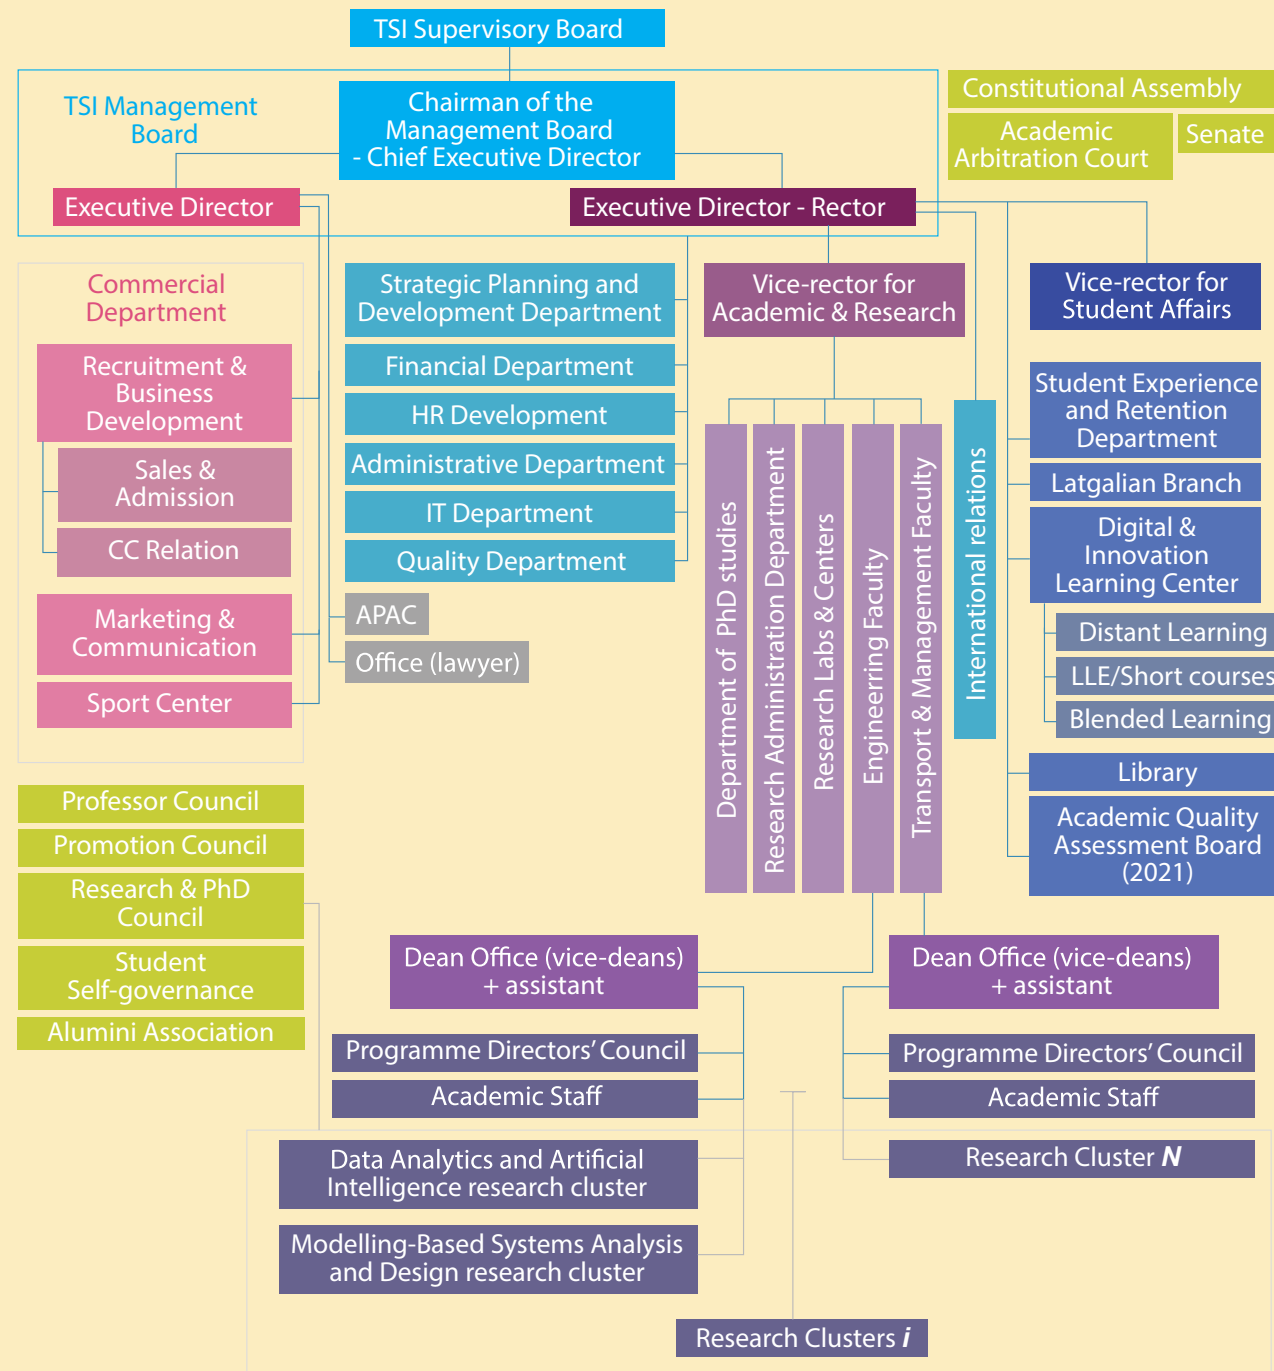 TSI Supervisory Board
TSI Management
Board
Chairman of the
Management Board
- Chief Executive Director
Constitutional Assembly
Academic
Arbitration Court
Senate
Executive Director
Executive Director - Rector
Commercial
Department
Recruitment &
Business
Development
Sales &
Admission
CC Relation
Marketing &
Communication
Sport Center
Strategic Planning and
Development Department
Financial Department
HR Development
Administrative Department
IT Department
Quality Department
APAC
Office (lawyer)
Vice-rector for
Academic & Research
Department of PhD studies
Research Administration Department
Research Labs & Centers
Engineerring Faculty
Transport & Management Faculty
International relations
Vice-rector for
Student Affairs
Student Experience
and Retention
Department
Latgalian Branch
Digital &
Innovation
Learning Center
Distant Learning
LLE/Short courses
Blended Learning
Library
Academic Quality
Assessment Board
(2021)
Professor Council
Promotion Council
Research & PhD
Council
Student
Self-governance
Alumini Association
Dean Office (vice-deans)
+ assistant
Programme Directors' Council
Academic Staff
Data Analytics and Artificial
Intelligence research cluster
Modelling-Based Systems Analysis
and Design research cluster
Dean Office (vice-deans)
+ assistant
Programme Directors' Council
Academic Staff
Research Cluster N
Research Clusters i